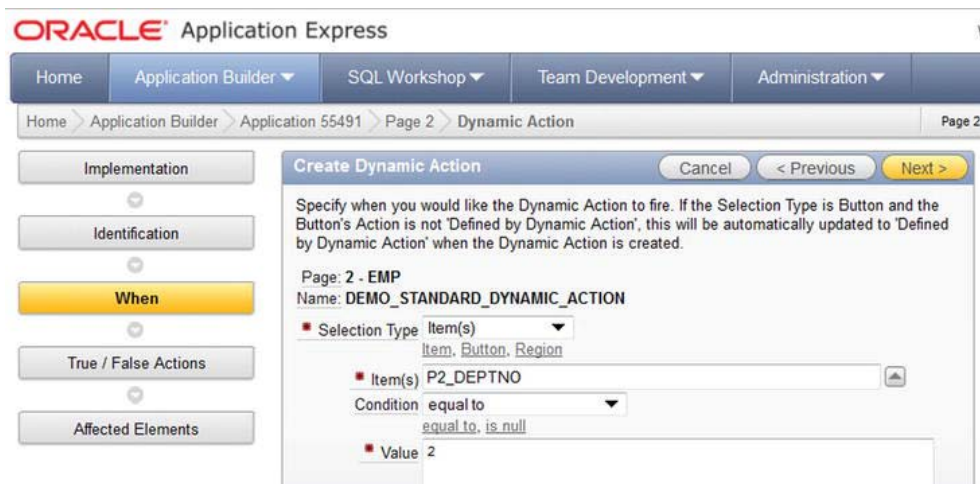 ORACLE Application Express
Home Application Builder SQL Workshop Team Development Administration
Home Application Builder Application 55491 Page 2 Dynamic Action Page 2
Implementation
Identification
When
True / False Actions
Affected Elements
Create Dynamic Action Cancel < Previous Next >
Specify when you would like the Dynamic Action to fire. If the Selection Type is Button and the
Button's Action is not 'Defined by Dynamic Action', this will be automatically updated to 'Defined
by Dynamic Action' when the Dynamic Action is created.
Page: 2 - EMP
Name: DEMO_STANDARD_DYNAMIC_ACTION
Selection Type Item(s)
Item, Button, Region
Item(s) P2_DEPTNO
Condition equal to
equal to, is null
Value 2